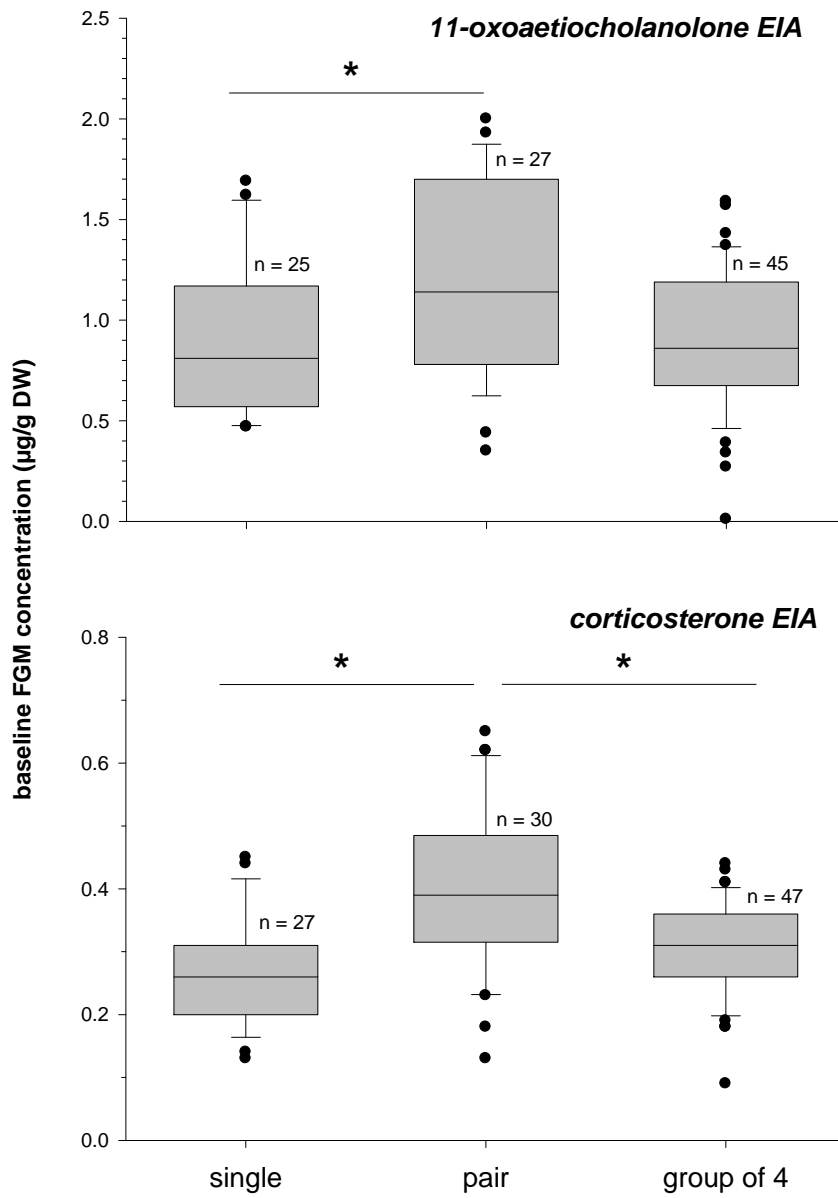 baseline FGM concentration (µg/g DW)
11-oxoaetiocholanolone EIA
2.5
2.0
1.5
1.0
0.5
0.0
*
n = 25
n = 27
n = 45
corticosterone EIA
0.8
0.6
0.4
0.2
0.0
*
*
n = 27
n = 30
n = 47
single
pair
group of 4